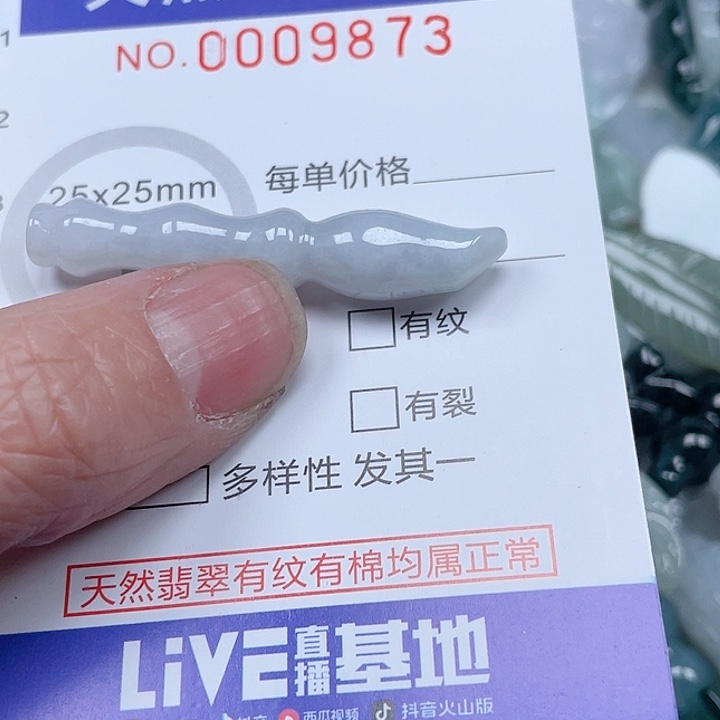 NO.0009873
每单价格
25x25mm
有纹
有裂
多样性 发其一
天然翡翠有纹有棉均属正常
LiVE直播基地
抖音 西瓜视频 抖音火山版